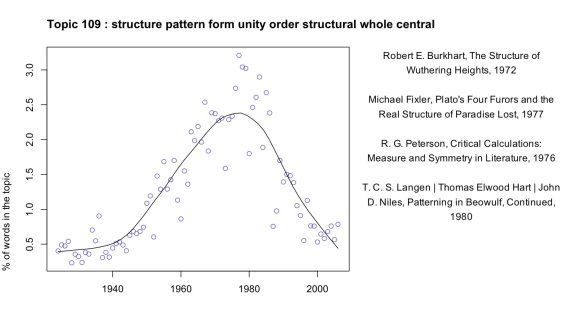 Topic 109 : structure pattern form unity order structural whole central
% of words in the topic
3.0
2.5
2.0
1.5
1.0
0.5
1940 1960 1980 2000
Robert E. Burkhart, The Structure of
Wuthering Heights, 1972
Michael Fixler, Plato's Four Furors and the
Real Structure of Paradise Lost, 1977
R. G. Peterson, Critical Calculations:
Measure and Symmetry in Literature, 1976
T. C. S. Langen | Thomas Elwood Hart | John
D. Niles, Patterning in Beowulf, Continued,
1980